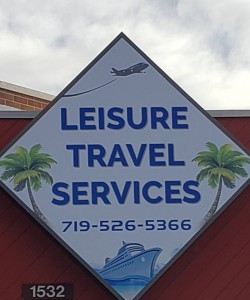 LEISURE
TRAVEL
SERVICES
719-526-5366
1532